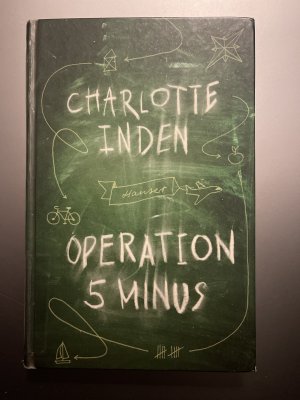 CHARLOTTE
INDEN
Hanser
OPERATION
5 MINUS